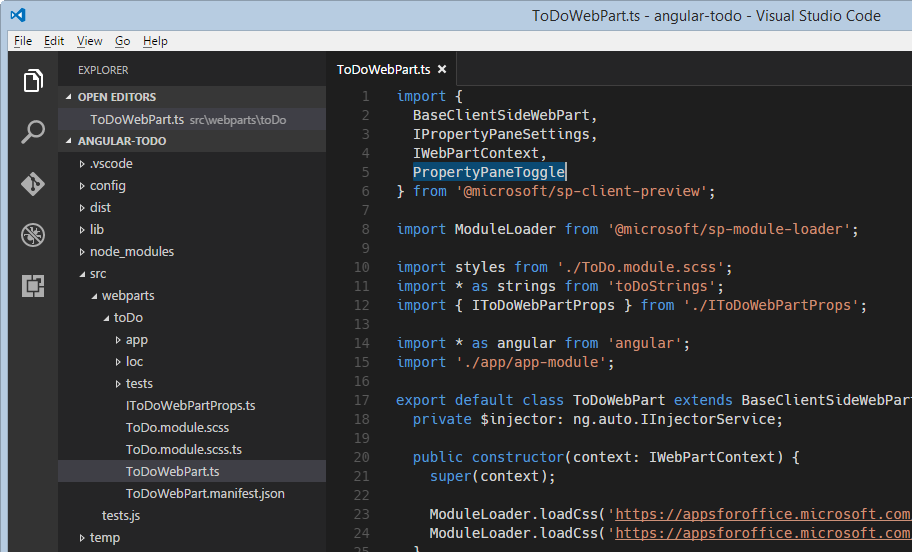 ToDoWebPart.ts - angular-todo - Visual Studio Code
File Edit View Go Help
EXPLORER
OPEN EDITORS
ToDoWebPart.ts src\webparts\toDo
ANGULAR-TODO
.vscode
config
dist
lib
node_modules
src
webparts
toDo
app
loc
tests
IToDoWebPartProps.ts
ToDo.module.scss
ToDo.module.scss.ts
ToDoWebPart.ts
ToDoWebPart.manifest.json
tests.js
temp
ToDoWebPart.ts ×
1 import {
2 BaseClientSideWebPart,
3 IPropertyPaneSettings,
4 IWebPartContext,
5 PropertyPaneToggle
6 } from '@microsoft/sp-client-preview';
7
8 import ModuleLoader from '@microsoft/sp-module-loader';
9
10 import styles from './ToDo.module.scss';
11 import * as strings from 'toDoStrings';
12 import { IToDoWebPartProps } from './IToDoWebPartProps';
13
14 import * as angular from 'angular';
15 import './app/app-module';
16
17 export default class ToDoWebPart extends BaseClientSideWebPart
18 private $injector: ng.auto.IInjectorService;
19
20 public constructor(context: IWebPartContext) {
21 super(context);
22
23 ModuleLoader.loadCss('https://appsforoffice.microsoft.com
24 ModuleLoader.loadCss('https://appsforoffice.microsoft.com
25 }